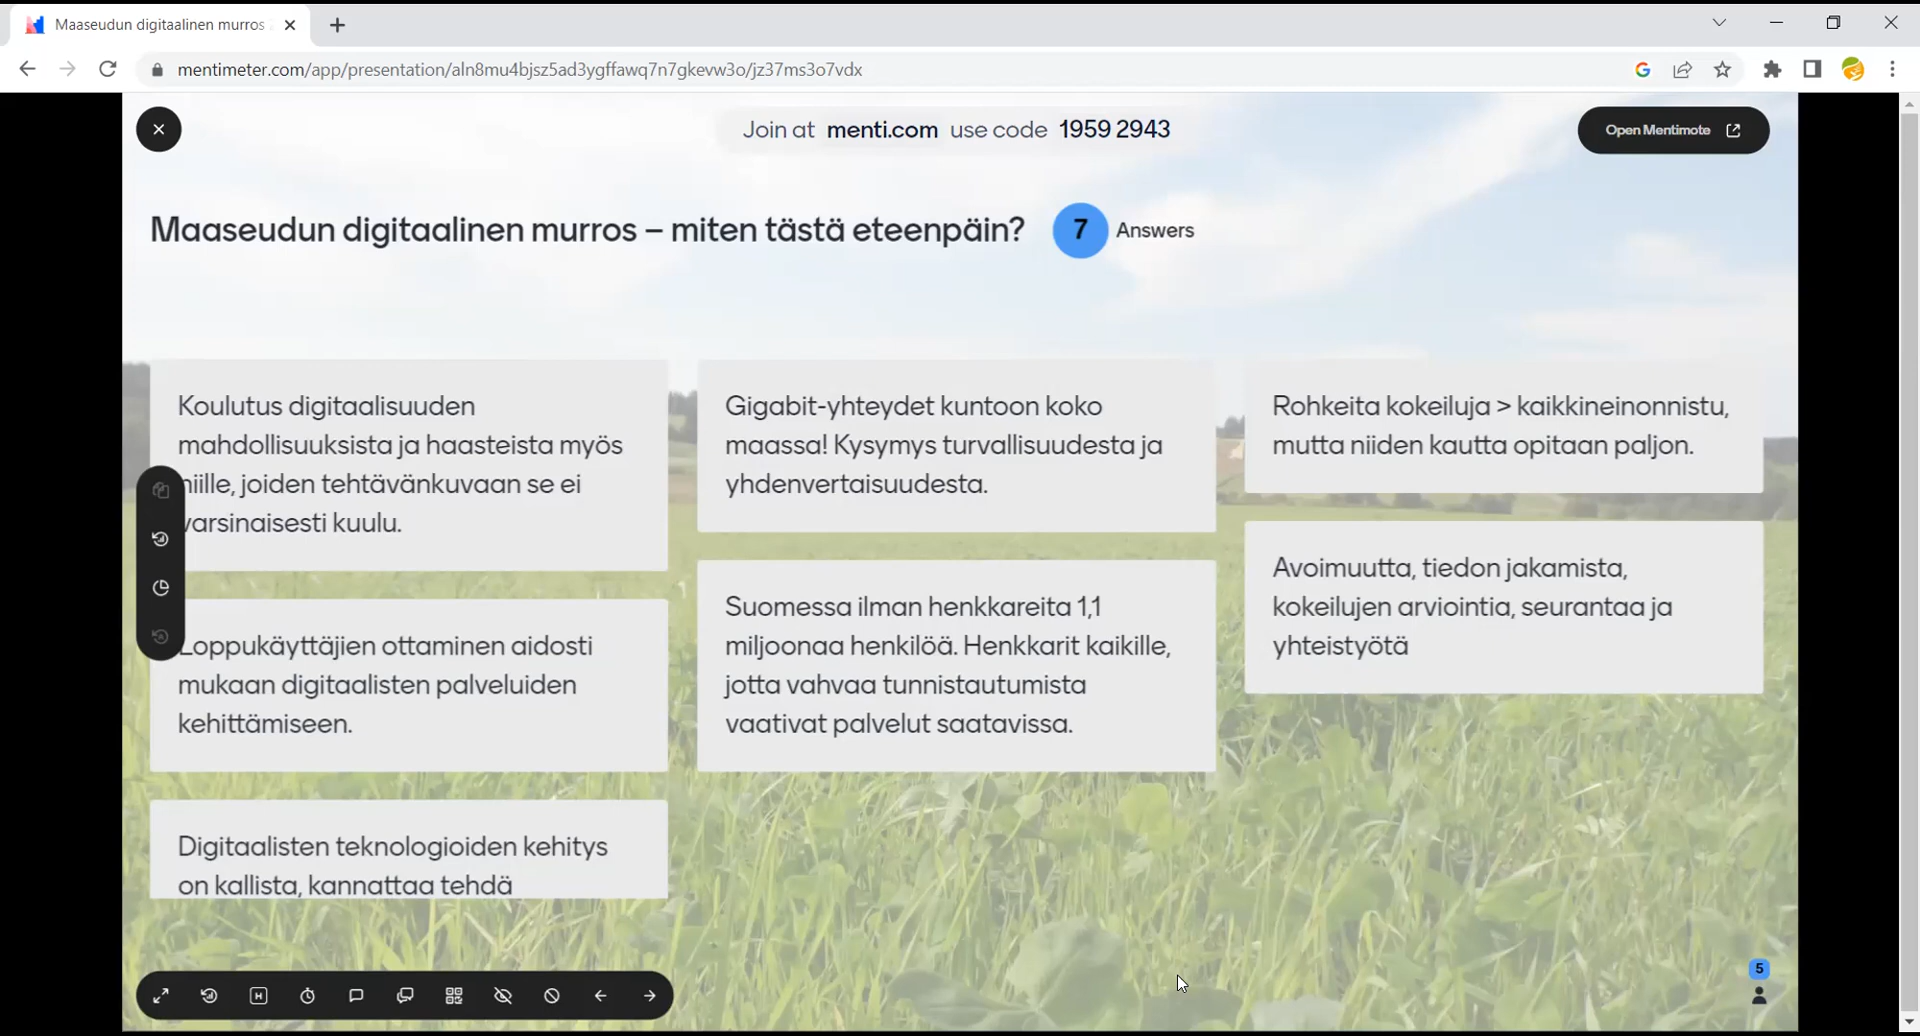 Maaseudun digitaalinen murros
mentimeter.com/app/presentation/aln8mu4bjsz5ad3ygffawq7n7gkevw3o/jz37ms3o7vdx
Join at menti.com use code 1959 2943
Open Mentimote
Maaseudun digitaalinen murros – miten tästä eteenpäin?
7 Answers
Koulutus digitaalisuuden
mahdollisuuksista ja haasteista myös
niille, joiden tehtävänkuvaan se ei
varsinaisesti kuulu.
Loppukäyttäjien ottaminen aidosti
mukaan digitaalisten palveluiden
kehittämiseen.
Digitaalisten teknologioiden kehitys
on kallista, kannattaa tehdä
Gigabit-yhteydet kuntoon koko
maassa! Kysymys turvallisuudesta ja
yhdenvertaisuudesta.
Suomessa ilman henkkareita 1,1
miljoonaa henkilöä. Henkkarit kaikille,
jotta vahvaa tunnistautumista
vaativat palvelut saatavissa.
Rohkeita kokeiluja > kaikkineinonnistu,
mutta niiden kautta opitaan paljon.
Avoimuutta, tiedon jakamista,
kokeilujen arviointia, seurantaa ja
yhteistyötä
H
5